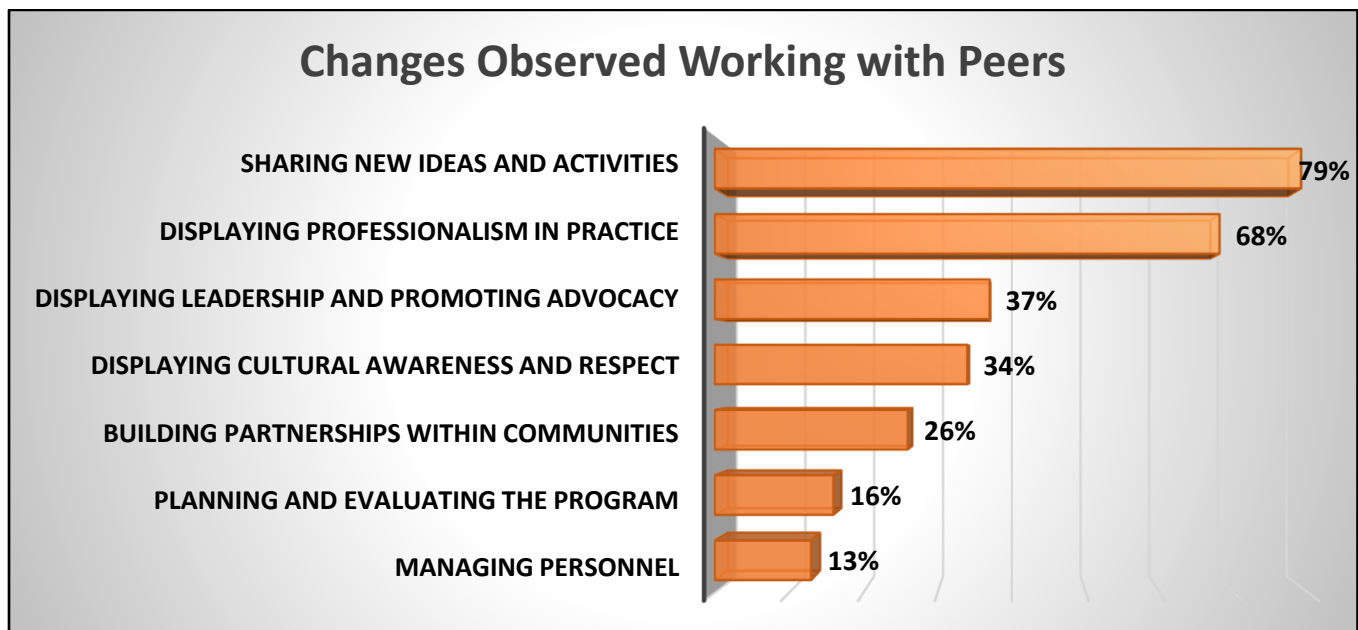 Changes Observed Working with Peers
SHARING NEW IDEAS AND ACTIVITIES 79%
DISPLAYING PROFESSIONALISM IN PRACTICE 68%
DISPLAYING LEADERSHIP AND PROMOTING ADVOCACY 37%
DISPLAYING CULTURAL AWARENESS AND RESPECT 34%
BUILDING PARTNERSHIPS WITHIN COMMUNITIES 26%
PLANNING AND EVALUATING THE PROGRAM 16%
MANAGING PERSONNEL 13%